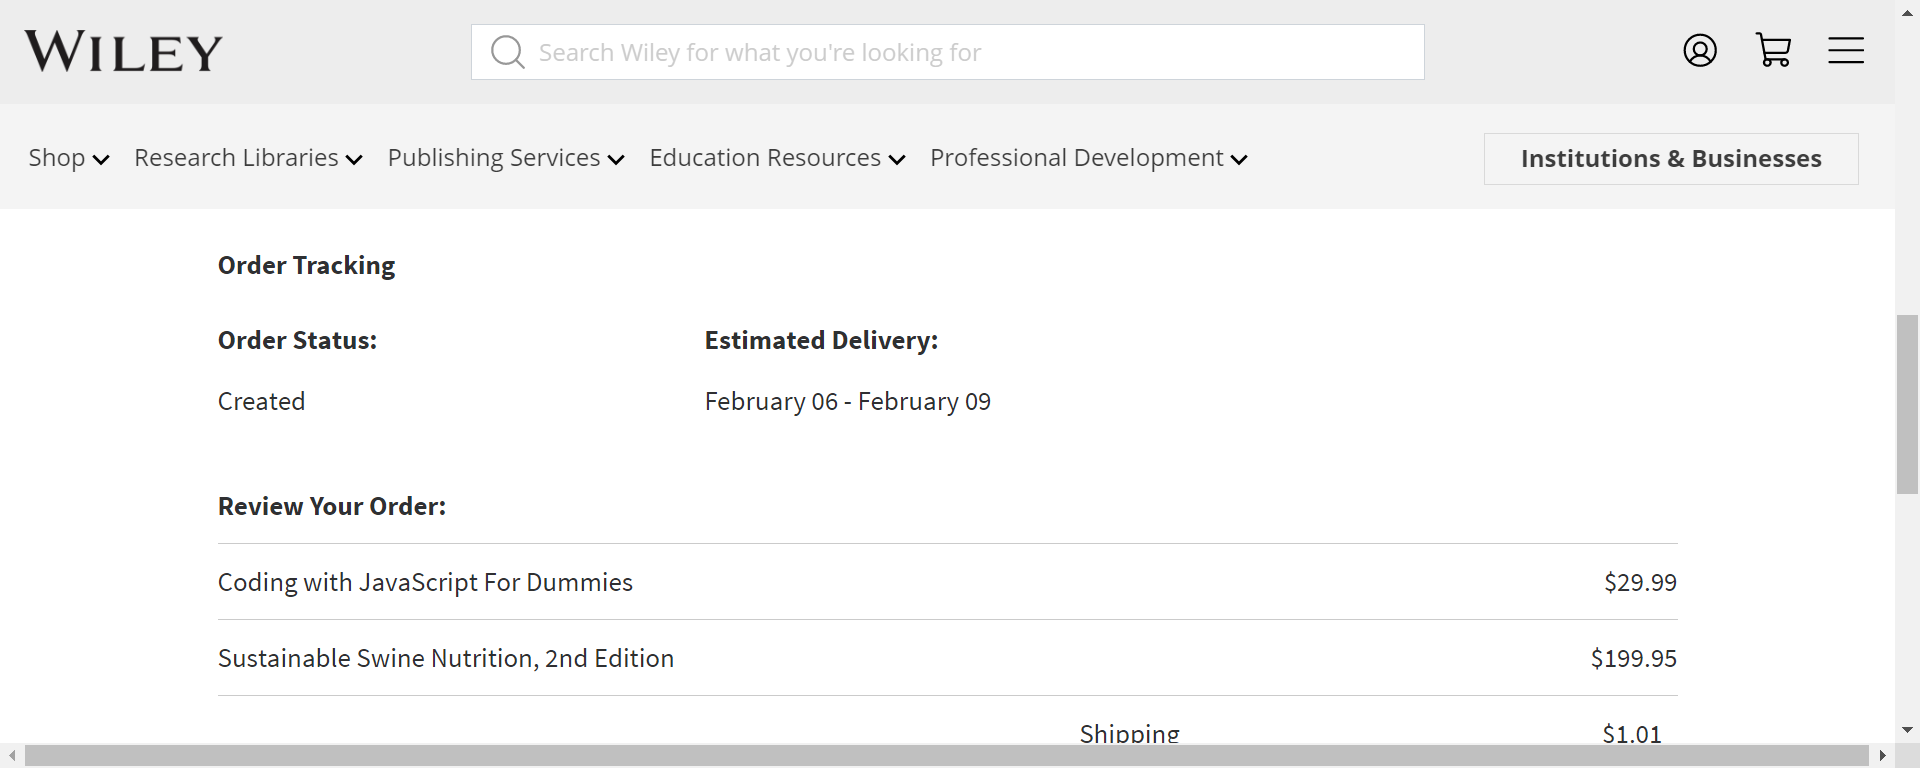 WILEY
Search Wiley for what you're looking for
Shop Research Libraries Publishing Services Education Resources Professional Development Institutions & Businesses
Order Tracking
Order Status: Estimated Delivery:
Created February 06 - February 09
Review Your Order:
Coding with JavaScript For Dummies $29.99
Sustainable Swine Nutrition, 2nd Edition $199.95
Shipping $1.01